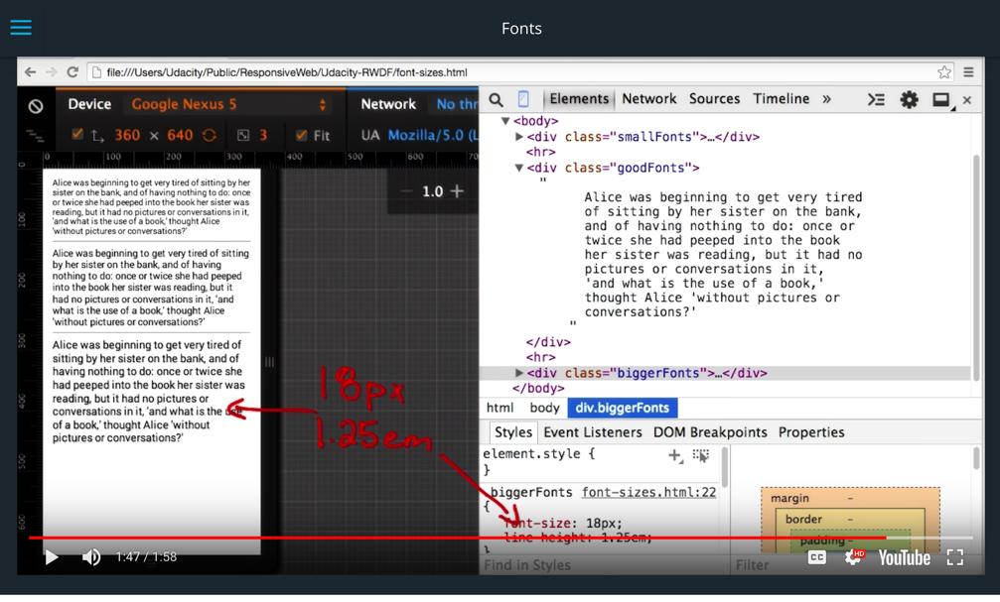 Fonts
file:///Users/Udacity/Public/ResponsiveWeb/Udacity-RWDF/font-sizes.html
Device Google Nexus 5
Network No thr
360 × 640 3 Fit
UA Mozilla/5.0 (L
0 100 200 300 400 500 600 70
0
100
200
300
400
500
600
1.0 +
Alice was beginning to get very tired of sitting by her
sister on the bank, and of having nothing to do: once
or twice she had peeped into the book her sister was
reading, but it had no pictures or conversations in it,
'and what is the use of a book,' thought Alice
'without pictures or conversations?'
Alice was beginning to get very tired of sitting
by her sister on the bank, and of having
nothing to do: once or twice she had peeped
into the book her sister was reading, but it
had no pictures or conversations in it, 'and
what is the use of a book,' thought Alice
'without pictures or conversations?'
Alice was beginning to get very tired of
sitting by her sister on the bank, and of
having nothing to do: once or twice she
had peeped into the book her sister was
reading, but it had no pictures or
conversations in it, 'and what is the use
of a book,' thought Alice 'without
pictures or conversations?'
18px
1.25em
Elements Network Sources Timeline »
<body>
<div class="smallFonts">…</div>
<hr>
<div class="goodFonts">
"
Alice was beginning to get very tired
of sitting by her sister on the bank,
and of having nothing to do: once or
twice she had peeped into the book
her sister was reading, but it had no
pictures or conversations in it,
'and what is the use of a book,'
thought Alice 'without pictures or
conversations?'
"
</div>
<hr>
<div class="biggerFonts">…</div>
</body>
html body div.biggerFonts
Styles Event Listeners DOM Breakpoints Properties
element.style {
}
.biggerFonts font-sizes.html:22
{
font-size: 18px;
line-height: 1.25em;
}
Find in Styles
margin -
border -
padding -
Filter
1:47 / 1:58
CC HD YouTube